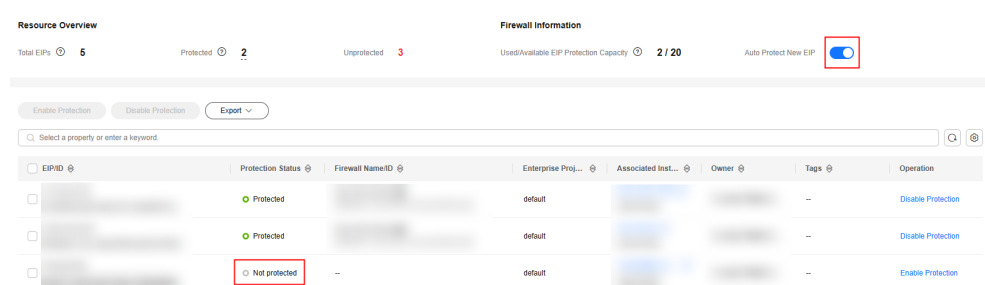 Resource Overview Firewall Information
Total EIPs 5 Protected 2 Unprotected 3 Used/Available EIP Protection Capacity 2 / 20 Auto Protect New EIP
Enable Protection Disable Protection Export
Select a property or enter a keyword.
EIP/ID Protection Status Firewall Name/ID Enterprise Proj... Associated Inst... Owner Tags Operation
Protected default -- Disable Protection
Protected default -- Disable Protection
Not protected -- default -- Enable Protection